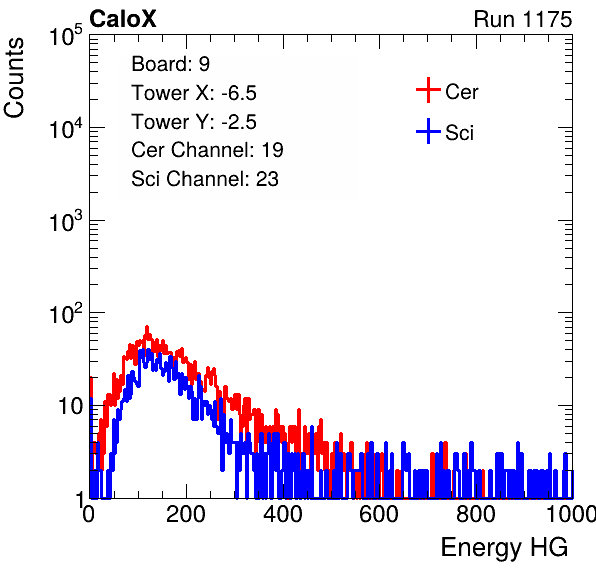 CaloX Run 1175
Counts
10^5
10^4
10^3
10^2
10
1
Board: 9
Tower X: -6.5
Tower Y: -2.5
Cer Channel: 19
Sci Channel: 23
Cer
Sci
0 200 400 600 800 1000
Energy HG